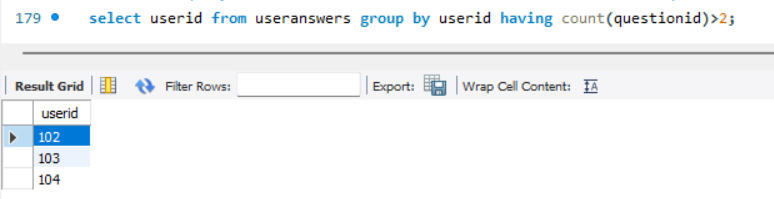 179 select userid from useranswers group by userid having count(questionid)>2;
Result Grid Filter Rows: Export: Wrap Cell Content: IA
userid
102
103
104